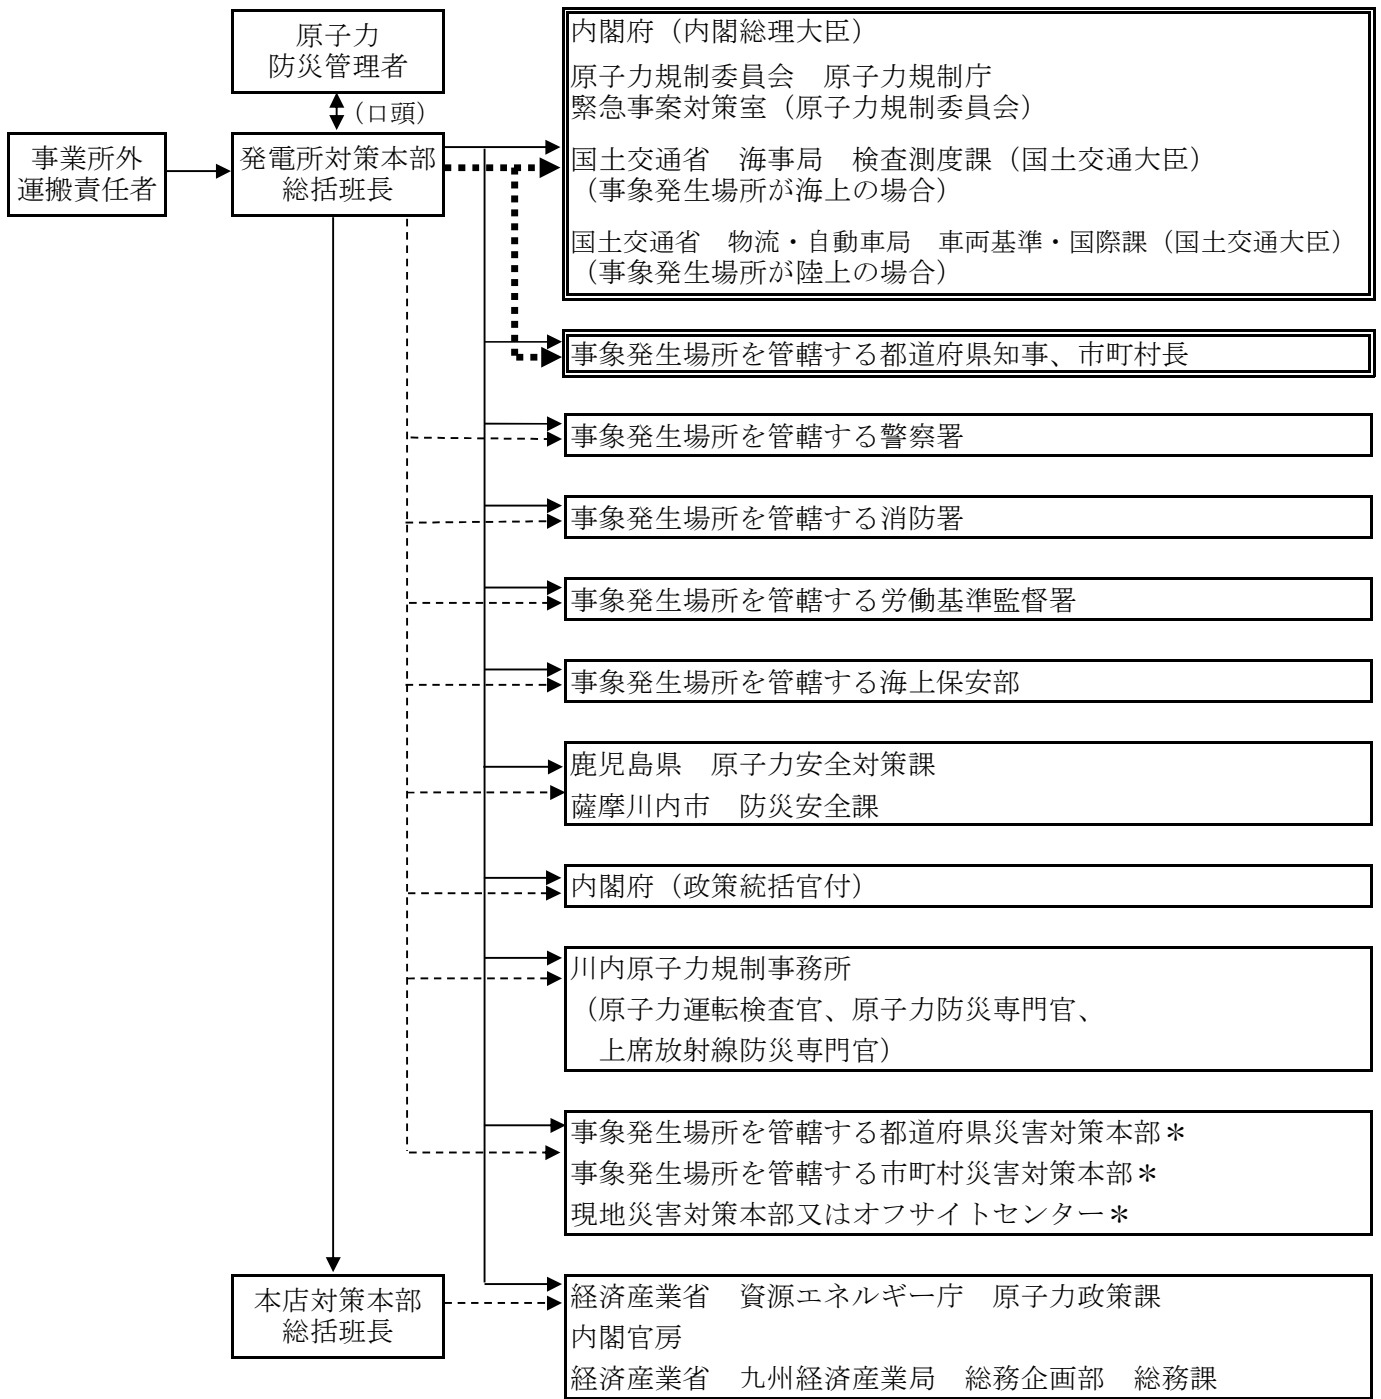 原子力
防災管理者
（口頭）
事業所外
運搬責任者
発電所対策本部
総括班長
内閣府（内閣総理大臣）
原子力規制委員会　原子力規制庁
緊急事案対策室（原子力規制委員会）
国土交通省　海事局　検査測度課（国土交通大臣）
（事象発生場所が海上の場合）
国土交通省　物流・自動車局　車両基準・国際課（国土交通大臣）
（事象発生場所が陸上の場合）
事象発生場所を管轄する都道府県知事、市町村長
事象発生場所を管轄する警察署
事象発生場所を管轄する消防署
事象発生場所を管轄する労働基準監督署
事象発生場所を管轄する海上保安部
鹿児島県　原子力安全対策課
薩摩川内市　防災安全課
内閣府（政策統括官付）
川内原子力規制事務所
（原子力運転検査官、原子力防災専門官、
上席放射線防災専門官）
事象発生場所を管轄する都道府県災害対策本部＊
事象発生場所を管轄する市町村災害対策本部＊
現地災害対策本部又はオフサイトセンター＊
本店対策本部
総括班長
経済産業省　資源エネルギー庁　原子力政策課
内閣官房
経済産業省　九州経済産業局　総務企画部　総務課